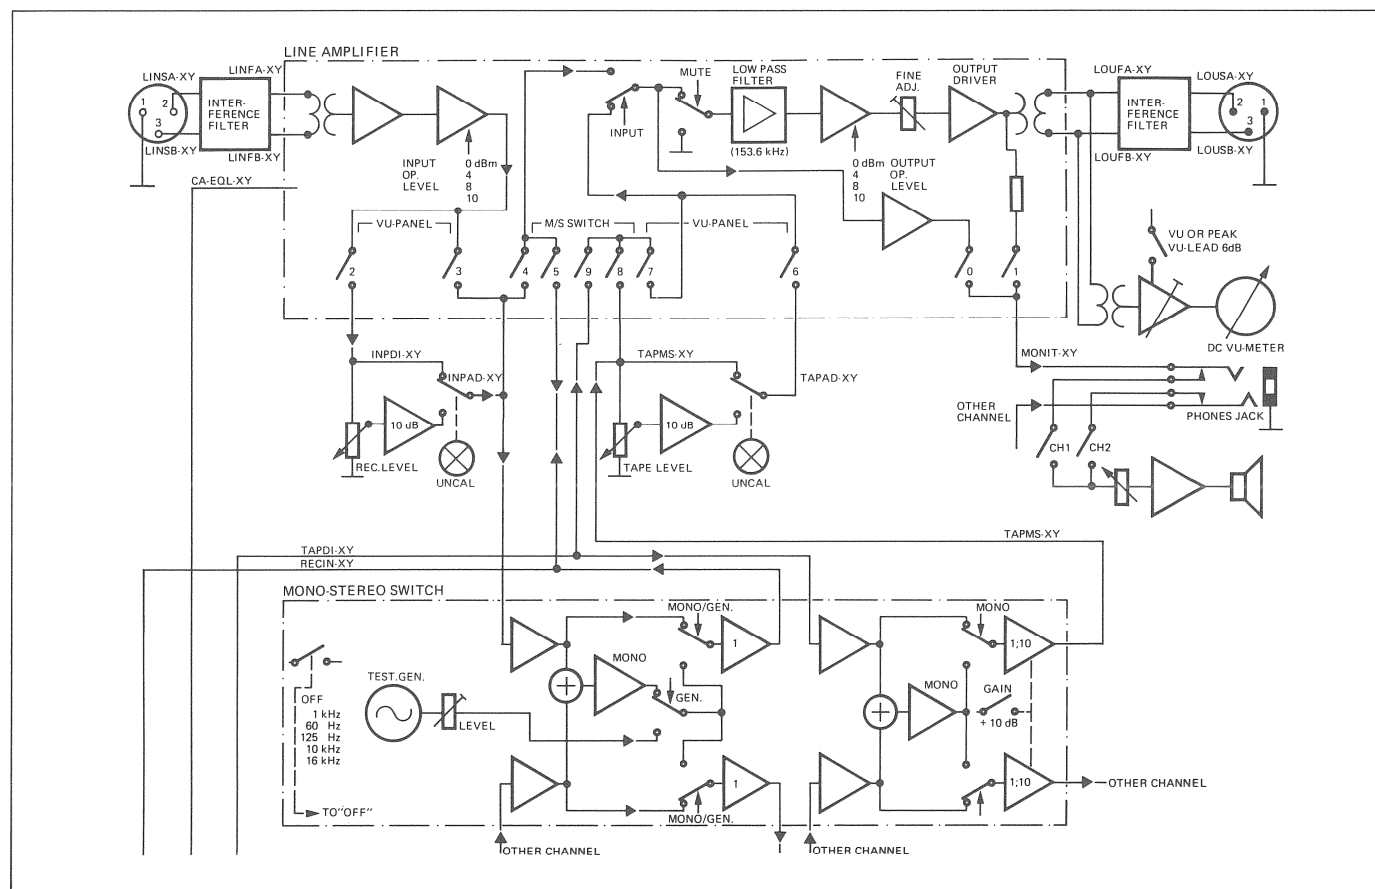 LINE AMPLIFIER
LINSA-XY
LINFA-XY
1
2
3
INTER-
FERENCE
FILTER
LINSB-XY
LINFB-XY
CA-EQL-XY
INPUT
OP.
LEVEL
0 dBm
4
8
10
INPUT
MUTE
LOW PASS
FILTER
(153.6 kHz)
FINE
ADJ.
OUTPUT
DRIVER
0 dBm
4
8
10
OUTPUT
OP.
LEVEL
LOUFA-XY
LOUSA-XY
INTER-
FERENCE
FILTER
2
1
3
LOUFB-XY
LOUSB-XY
VU-PANEL
M/S SWITCH
VU-PANEL
2
3
4
5
9
8
7
6
0
1
VU OR PEAK
VU-LEAD 6dB
DC VU-METER
INPDI-XY
INPAD-XY
TAPMS-XY
TAPAD-XY
MONIT-XY
10 dB
REC.LEVEL
UNCAL
10 dB
TAPE LEVEL
UNCAL
OTHER
CHANNEL
PHONES JACK
CH1
CH2
TAPMS-XY
TAPDI-XY
RECIN-XY
MONO-STEREO SWITCH
MONO/GEN.
MONO
1
1;10
OFF
1 kHz
60 Hz
125 Hz
10 kHz
16 kHz
TO"OFF"
TEST.GEN.
LEVEL
MONO
GEN.
MONO
GAIN
+ 10 dB
1
1;10
MONO/GEN.
OTHER CHANNEL
OTHER CHANNEL
OTHER CHANNEL